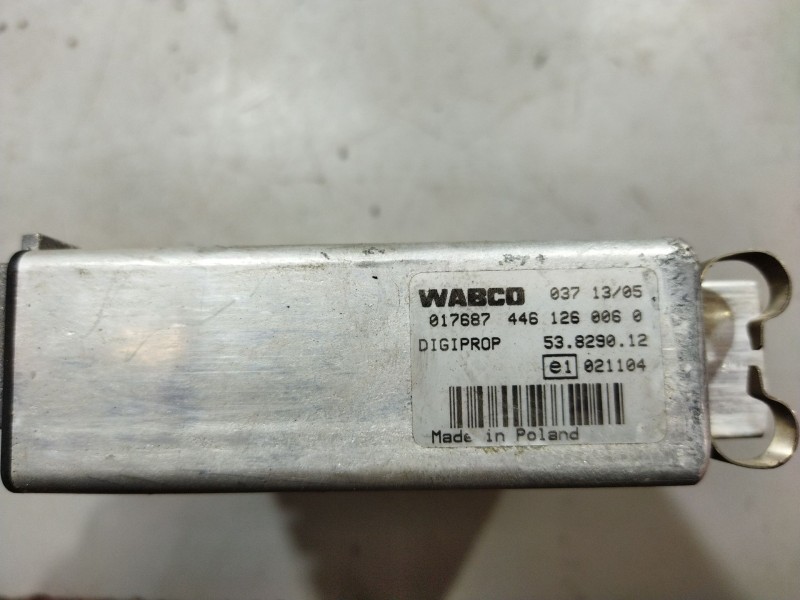 WABCO 037 13/05
017687 446 126 006 0
DIGIPROP 53.8290.12
e1 021104
Made in Poland